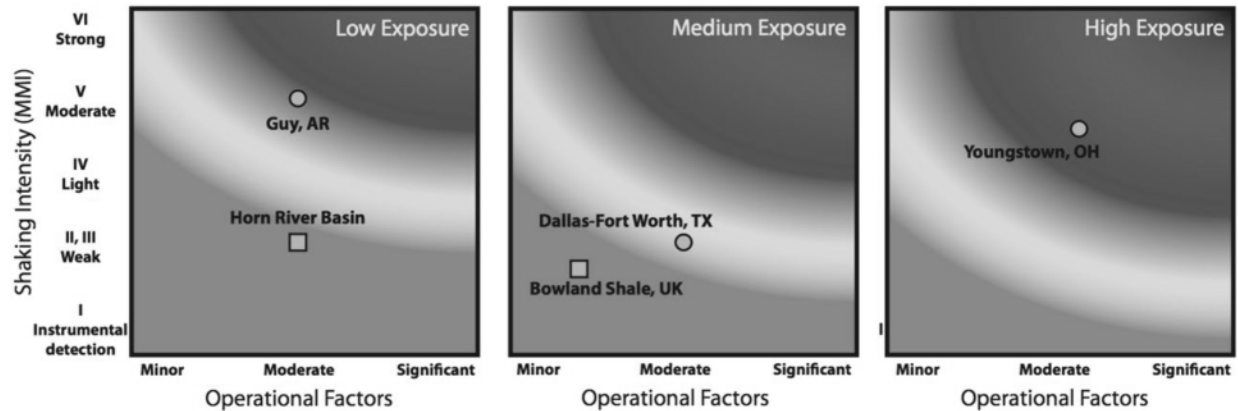 Shaking Intensity (MMI)
VI
Strong
V
Moderate
IV
Light
II, III
Weak
I
Instrumental
detection
Low Exposure
Guy, AR
Horn River Basin
Minor Moderate Significant
Operational Factors
Medium Exposure
Dallas-Fort Worth, TX
Bowland Shale, UK
Minor Moderate Significant
Operational Factors
High Exposure
Youngstown, OH
I
Minor Moderate Significant
Operational Factors